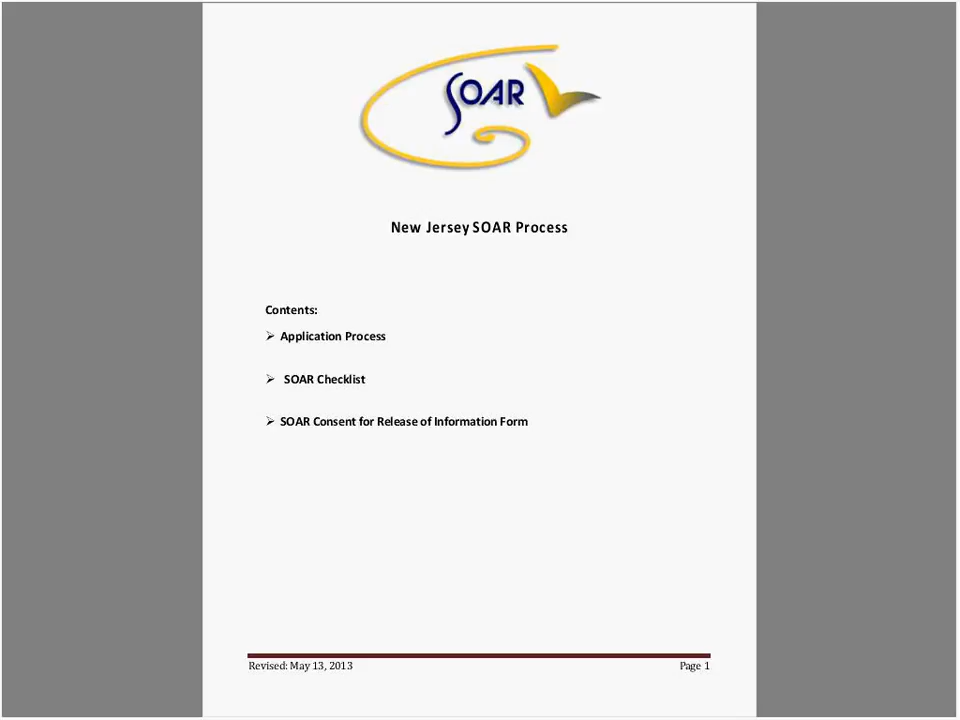 SOAR
New Jersey SOAR Process
Contents:
➢ Application Process
➢ SOAR Checklist
➢ SOAR Consent for Release of Information Form
Revised: May 13, 2013 Page 1